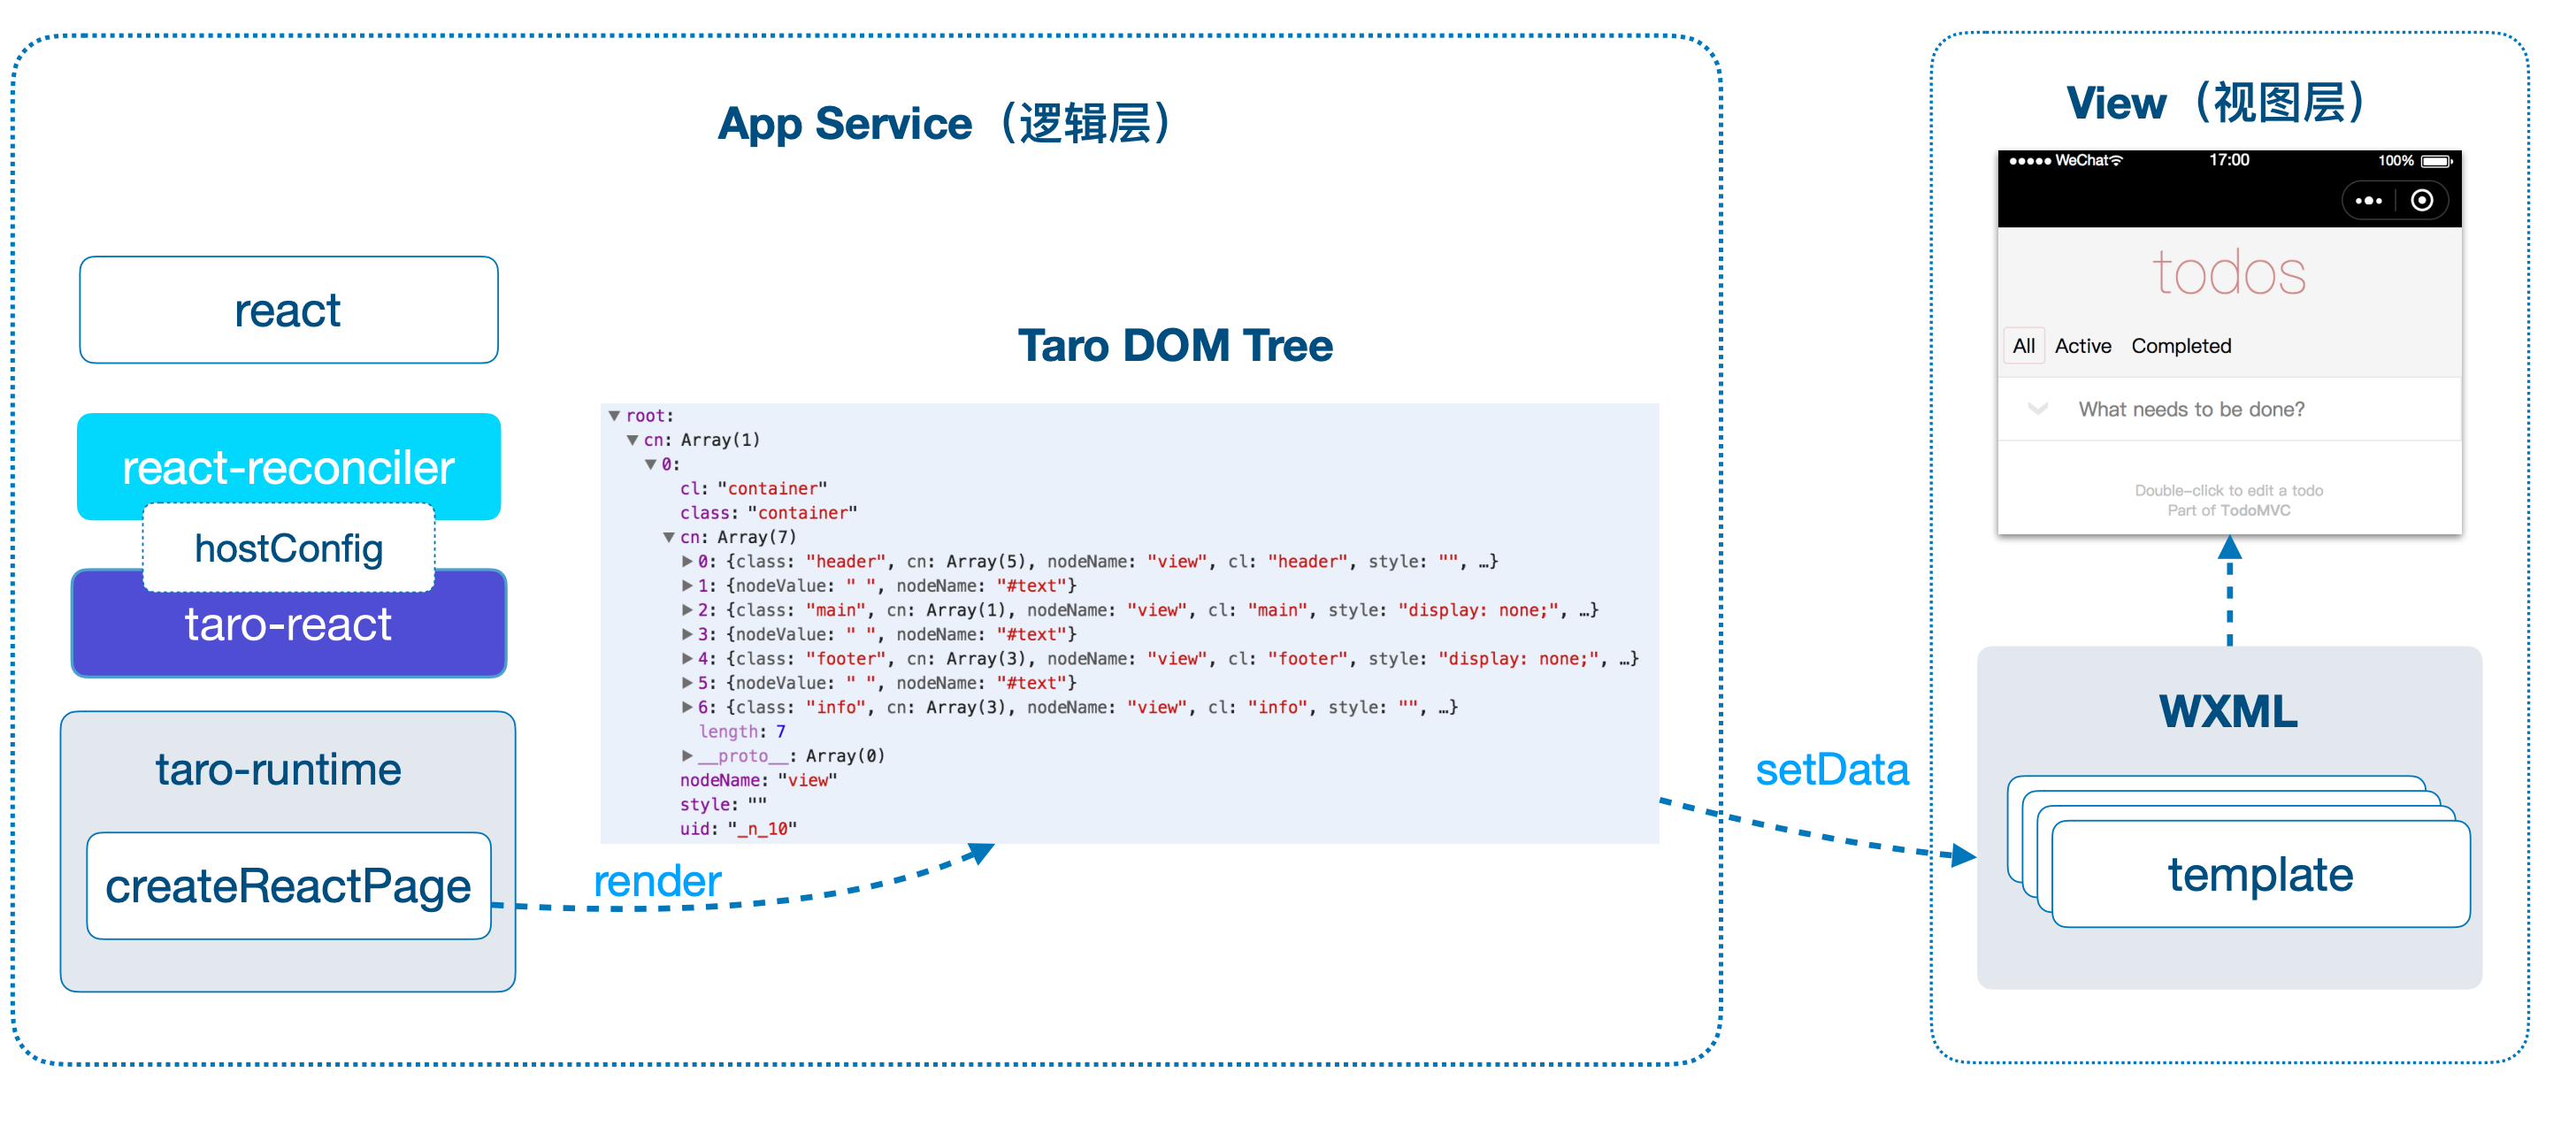 App Service（逻辑层）
react
react-reconciler
hostConfig
taro-react
taro-runtime
createReactPage
render
Taro DOM Tree
▼ root:
▼ cn: Array(1)
▼ 0:
cl: "container"
class: "container"
▼ cn: Array(7)
▶ 0: {class: "header", cn: Array(5), nodeName: "view", cl: "header", style: "", …}
▶ 1: {nodeValue: " ", nodeName: "#text"}
▶ 2: {class: "main", cn: Array(1), nodeName: "view", cl: "main", style: "display: none;", …}
▶ 3: {nodeValue: " ", nodeName: "#text"}
▶ 4: {class: "footer", cn: Array(3), nodeName: "view", cl: "footer", style: "display: none;", …}
▶ 5: {nodeValue: " ", nodeName: "#text"}
▶ 6: {class: "info", cn: Array(3), nodeName: "view", cl: "info", style: "", …}
length: 7
▶ __proto__: Array(0)
nodeName: "view"
style: ""
uid: "_n_10"
setData
View（视图层）
WeChat 17:00 100%
todos
All Active Completed
What needs to be done?
Double-click to edit a todo
Part of TodoMVC
WXML
template